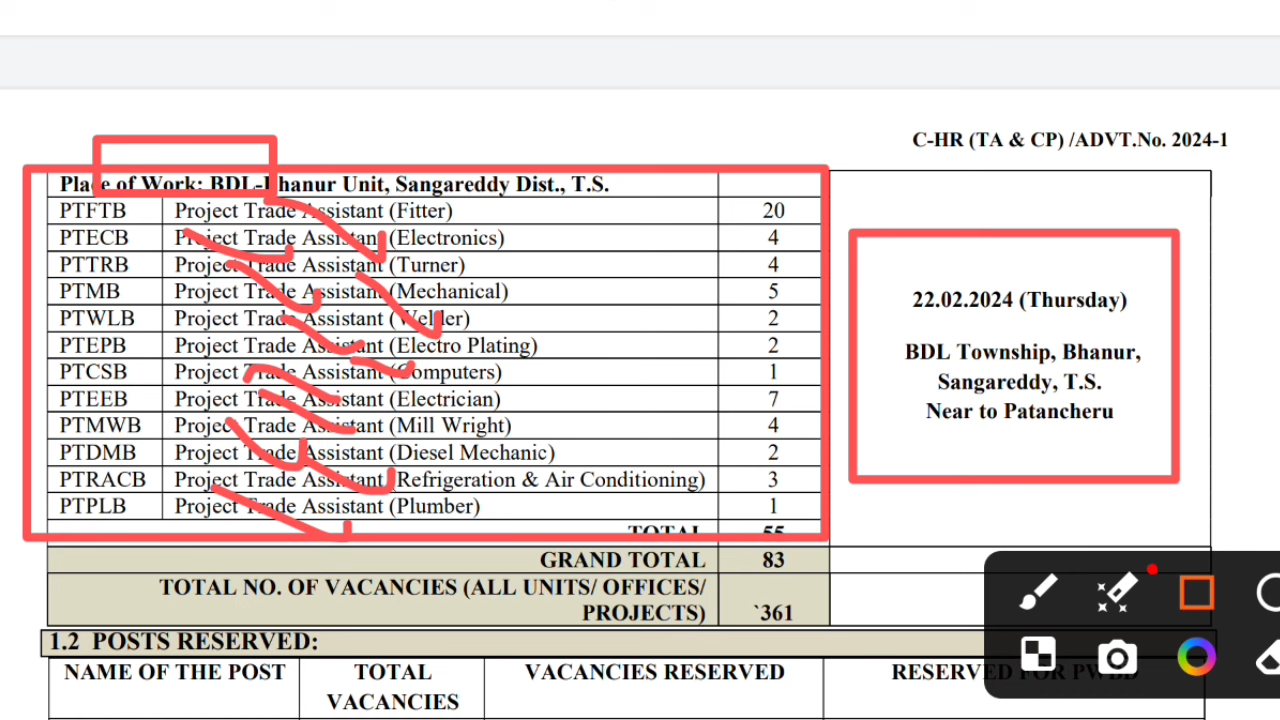 C-HR (TA & CP) /ADVT.No. 2024-1
Place of Work: BDL-Bhanur Unit, Sangareddy Dist., T.S.
PTFTB Project Trade Assistant (Fitter) 20
PTECB Project Trade Assistant (Electronics) 4
PTTRB Project Trade Assistant (Turner) 4
PTMB Project Trade Assistant (Mechanical) 5
PTWLB Project Trade Assistant (Welder) 2
PTEPB Project Trade Assistant (Electro Plating) 2
PTCSB Project Trade Assistant (Computers) 1
PTEEB Project Trade Assistant (Electrician) 7
PTMWB Project Trade Assistant (Mill Wright) 4
PTDMB Project Trade Assistant (Diesel Mechanic) 2
PTRACB Project Trade Assistant (Refrigeration & Air Conditioning) 3
PTPLB Project Trade Assistant (Plumber) 1
TOTAL 55
22.02.2024 (Thursday)
BDL Township, Bhanur,
Sangareddy, T.S.
Near to Patancheru
GRAND TOTAL 83
TOTAL NO. OF VACANCIES (ALL UNITS/ OFFICES/
PROJECTS) `361
1.2 POSTS RESERVED:
NAME OF THE POST TOTAL VACANCIES RESERVED RESERVED FOR PWBD
VACANCIES